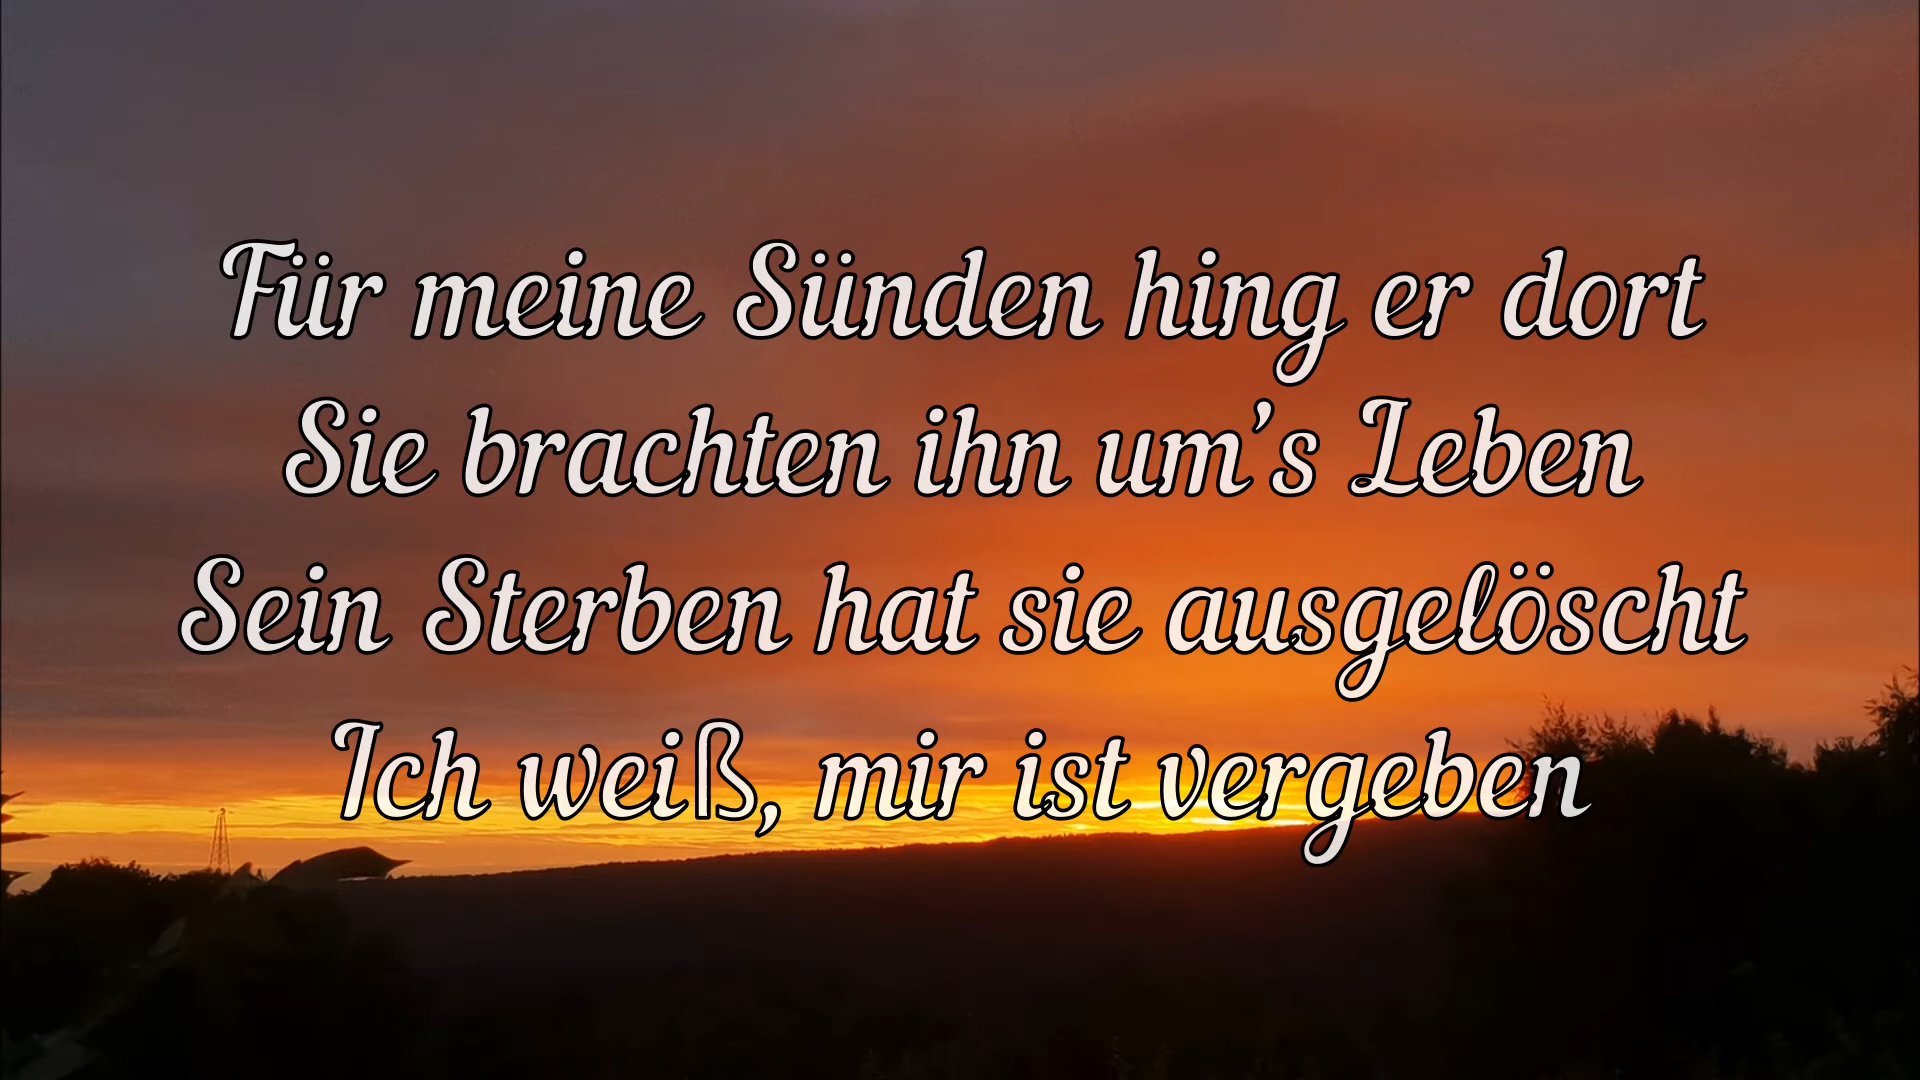 Für meine Sünden hing er dort
Sie brachten ihn um's Leben
Sein Sterben hat sie ausgelöscht
Ich weiß, mir ist vergeben